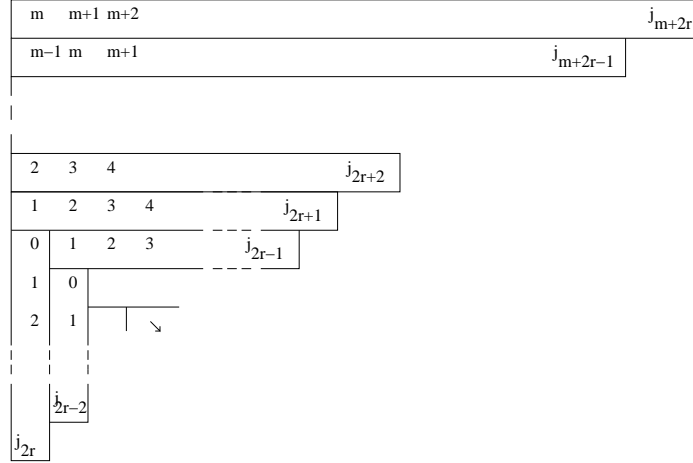 m m+1 m+2 j_{m+2r}
m−1 m m+1 j_{m+2r−1}
2 3 4 j_{2r+2}
1 2 3 4 j_{2r+1}
0 1 2 3 j_{2r−1}
1 0
2 1
j_{2r−2}
j_{2r}